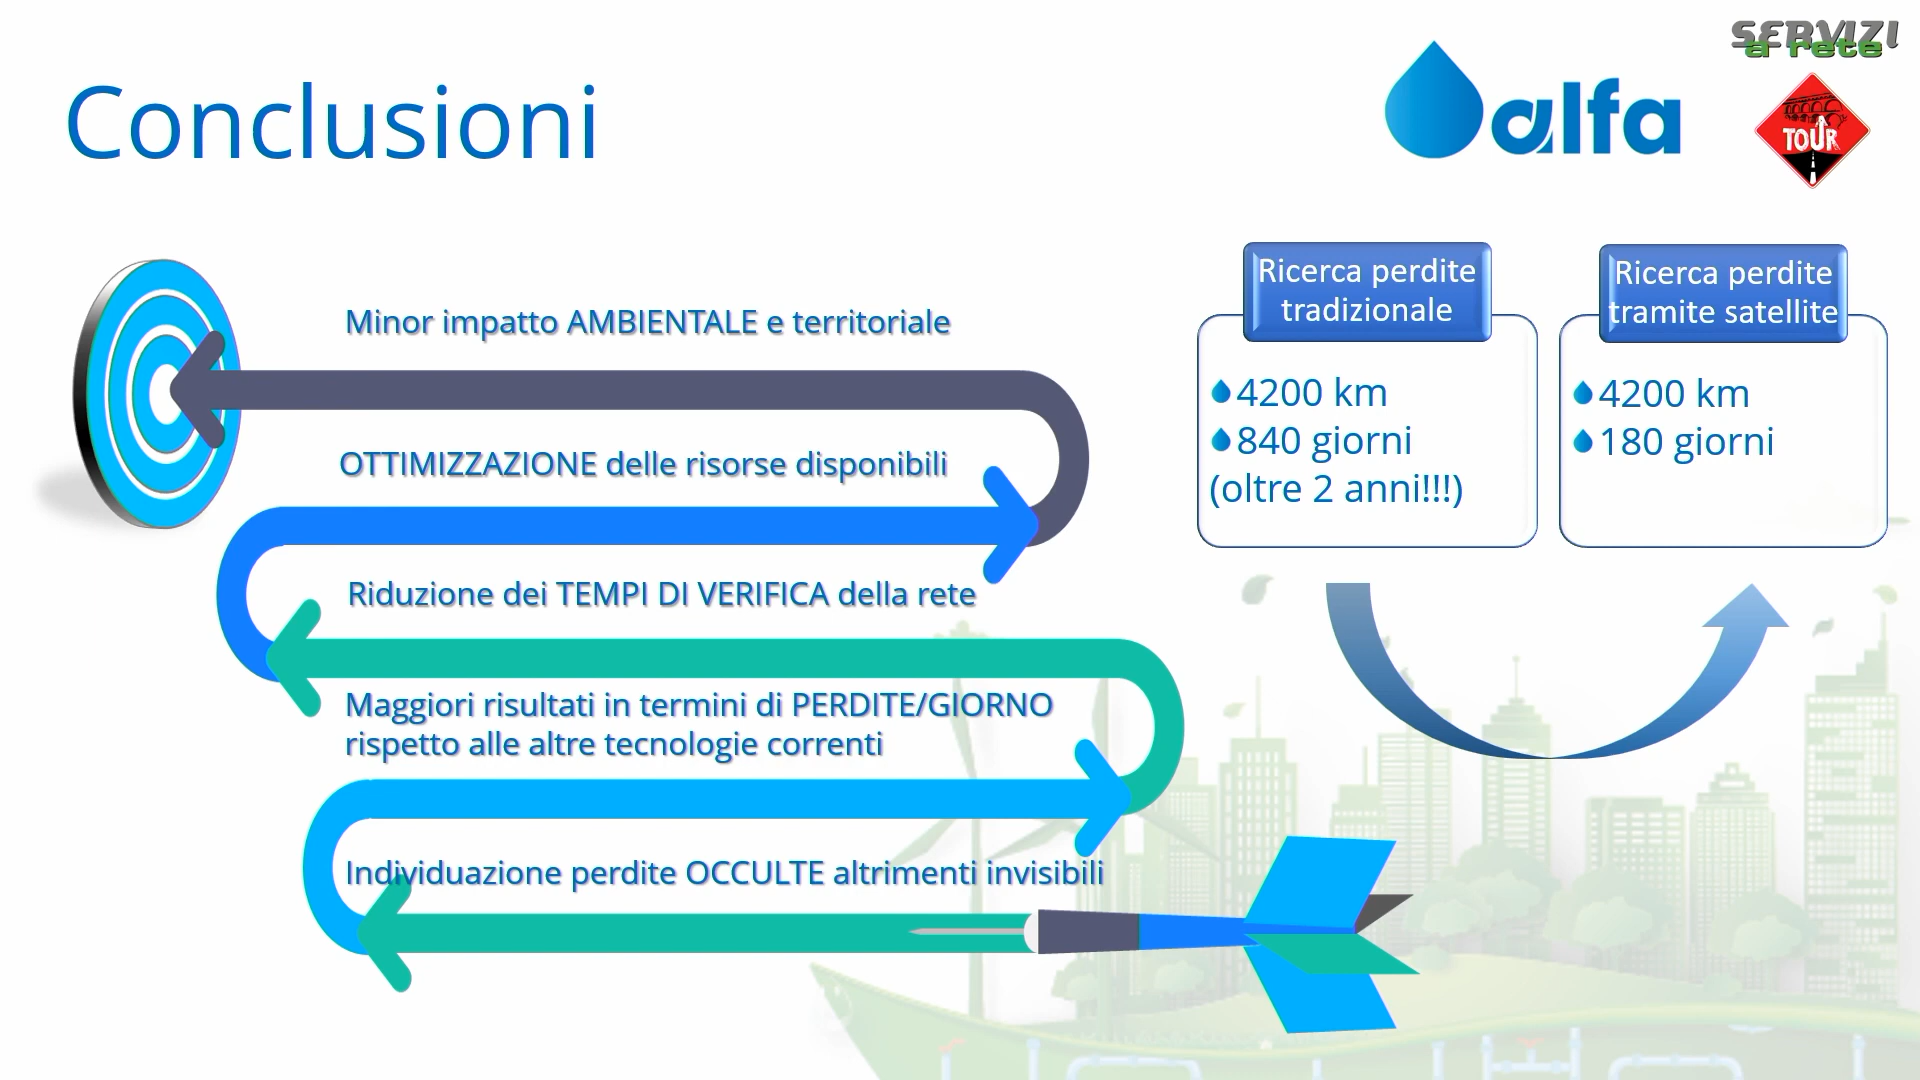 SERVIZI
a rete
TOUR
alfa
Conclusioni
Minor impatto AMBIENTALE e territoriale
OTTIMIZZAZIONE delle risorse disponibili
Riduzione dei TEMPI DI VERIFICA della rete
Maggiori risultati in termini di PERDITE/GIORNO
rispetto alle altre tecnologie correnti
Individuazione perdite OCCULTE altrimenti invisibili
Ricerca perdite
tradizionale
4200 km
840 giorni
(oltre 2 anni!!!)
Ricerca perdite
tramite satellite
4200 km
180 giorni